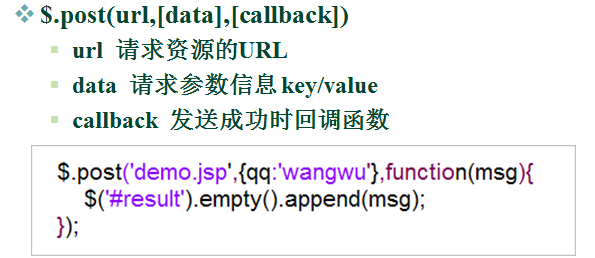 $.post(url,[data],[callback])
url 请求资源的URL
data 请求参数信息key/value
callback 发送成功时回调函数
$.post('demo.jsp',{qq:'wangwu'},function(msg){
$('#result').empty().append(msg);
});